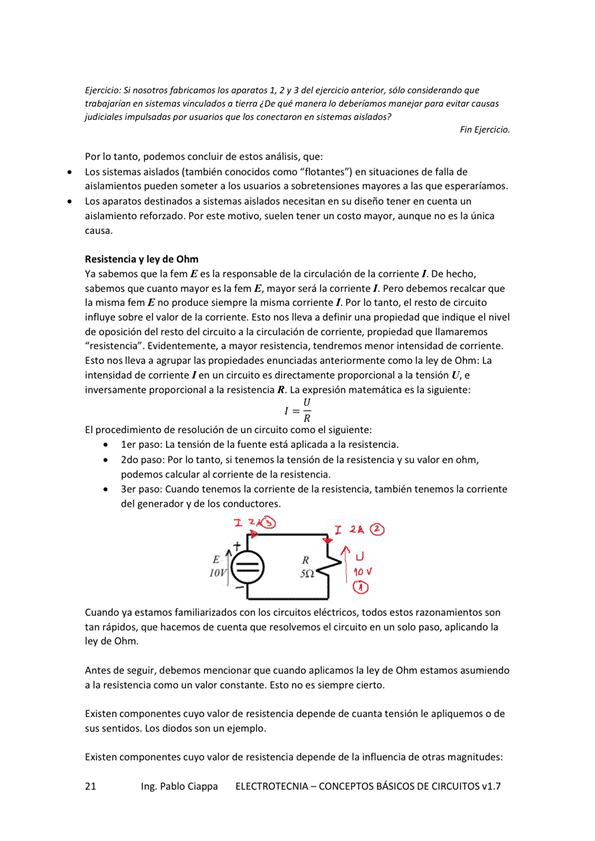 Ejercicio: Si nosotros fabricamos los aparatos 1, 2 y 3 del ejercicio anterior, sólo considerando que
trabajarían en sistemas vinculados a tierra ¿De qué manera lo deberíamos manejar para evitar causas
judiciales impulsadas por usuarios que los conectaron en sistemas aislados?
Fin Ejercicio.
Por lo tanto, podemos concluir de estos análisis, que:
• Los sistemas aislados (también conocidos como “flotantes”) en situaciones de falla de
aislamientos pueden someter a los usuarios a sobretensiones mayores a las que esperaríamos.
• Los aparatos destinados a sistemas aislados necesitan en su diseño tener en cuenta un
aislamiento reforzado. Por este motivo, suelen tener un costo mayor, aunque no es la única
causa.
Resistencia y ley de Ohm
Ya sabemos que la fem E es la responsable de la circulación de la corriente I. De hecho,
sabemos que cuanto mayor es la fem E, mayor será la corriente I. Pero debemos recalcar que
la misma fem E no produce siempre la misma corriente I. Por lo tanto, el resto de circuito
influye sobre el valor de la corriente. Esto nos lleva a definir una propiedad que indique el nivel
de oposición del resto del circuito a la circulación de corriente, propiedad que llamaremos
“resistencia”. Evidentemente, a mayor resistencia, tendremos menor intensidad de corriente.
Esto nos lleva a agrupar las propiedades enunciadas anteriormente como la ley de Ohm: La
intensidad de corriente I en un circuito es directamente proporcional a la tensión U, e
inversamente proporcional a la resistencia R. La expresión matemática es la siguiente:
I = U/R
El procedimiento de resolución de un circuito como el siguiente:
• 1er paso: La tensión de la fuente está aplicada a la resistencia.
• 2do paso: Por lo tanto, si tenemos la tensión de la resistencia y su valor en ohm,
podemos calcular al corriente de la resistencia.
• 3er paso: Cuando tenemos la corriente de la resistencia, también tenemos la corriente
del generador y de los conductores.
I 2A 3
I 2A 2
+
E
10V
-
R
5Ω
U
10 V
1
Cuando ya estamos familiarizados con los circuitos eléctricos, todos estos razonamientos son
tan rápidos, que hacemos de cuenta que resolvemos el circuito en un solo paso, aplicando la
ley de Ohm.
Antes de seguir, debemos mencionar que cuando aplicamos la ley de Ohm estamos asumiendo
a la resistencia como un valor constante. Esto no es siempre cierto.
Existen componentes cuyo valor de resistencia depende de cuanta tensión le apliquemos o de
sus sentidos. Los diodos son un ejemplo.
Existen componentes cuyo valor de resistencia depende de la influencia de otras magnitudes:
21 Ing. Pablo Ciappa ELECTROTECNIA – CONCEPTOS BÁSICOS DE CIRCUITOS v1.7